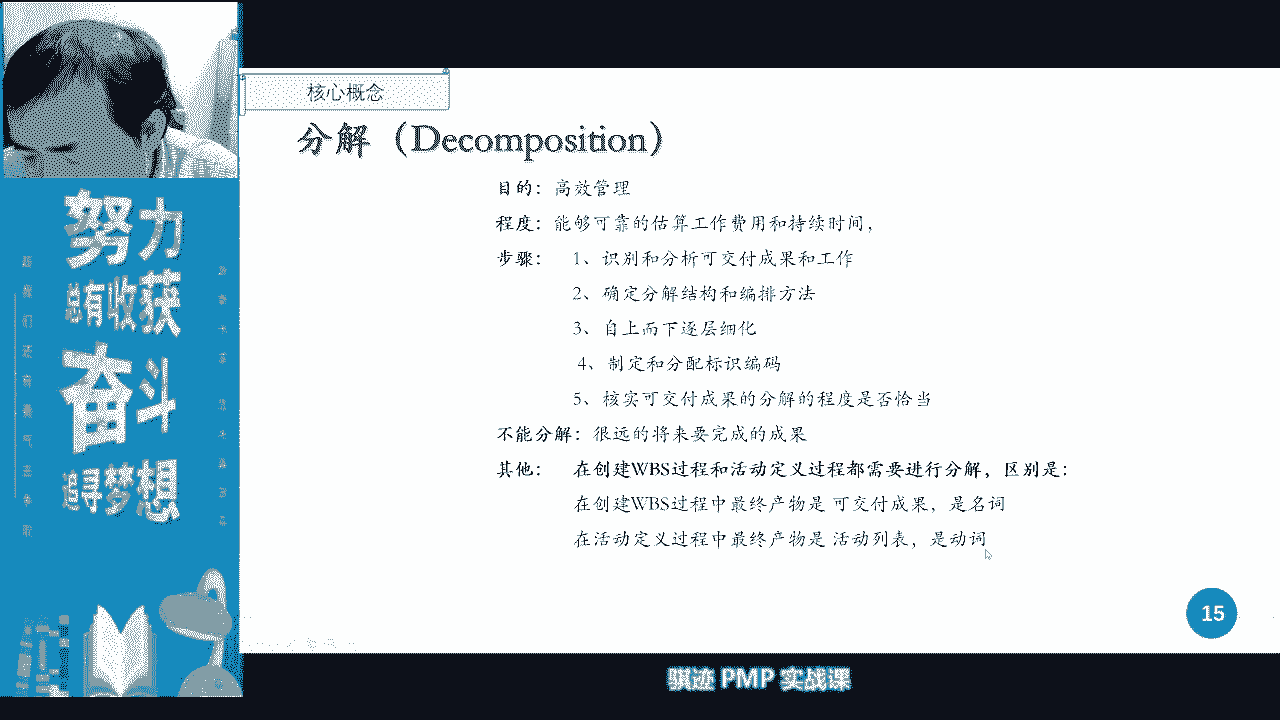 核心概念
分解（Decomposition）
目的：高效管理
程度：能够可靠的估算工作费用和持续时间，
步骤： 1、识别和分析可交付成果和工作
2、确定分解结构和编排方法
3、自上而下逐层细化
4、制定和分配标识编码
5、核实可交付成果的分解的程度是否恰当
不能分解：很远的将来要完成的成果
其他： 在创建WBS过程和活动定义过程都需要进行分解，区别是：
在创建WBS过程中最终产物是 可交付成果，是名词
在活动定义过程中最终产物是 活动列表，是动词
15
努力
总有收获
奋斗
追寻梦想
骐迹 PMP 实战课